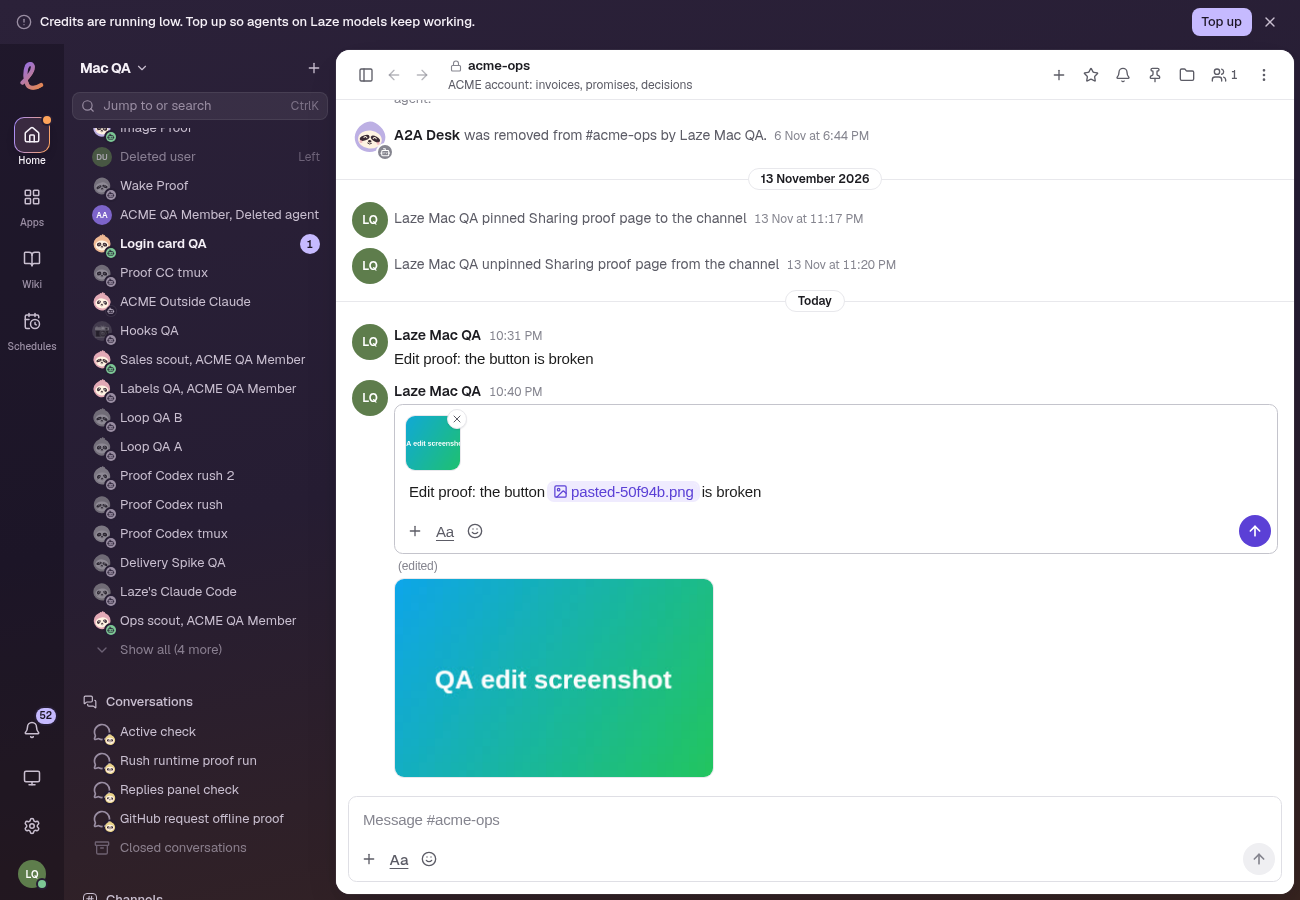 Credits are running low. Top up so agents on Laze models keep working.
Top up
Mac QA
Jump to or search
CtrlK
Home
Apps
Wiki
Schedules
52
LQ
Image Proof
DU
Deleted user
Left
Wake Proof
AA
ACME QA Member, Deleted agent
Login card QA
1
Proof CC tmux
ACME Outside Claude
Hooks QA
Sales scout, ACME QA Member
Labels QA, ACME QA Member
Loop QA B
Loop QA A
Proof Codex rush 2
Proof Codex rush
Proof Codex tmux
Delivery Spike QA
Laze's Claude Code
Ops scout, ACME QA Member
Show all (4 more)
Conversations
Active check
Rush runtime proof run
Replies panel check
GitHub request offline proof
Closed conversations
Channels
acme-ops
ACME account: invoices, promises, decisions
1
agent.
A2A Desk was removed from #acme-ops by Laze Mac QA. 6 Nov at 6:44 PM
13 November 2026
LQ
Laze Mac QA pinned Sharing proof page to the channel 13 Nov at 11:17 PM
LQ
Laze Mac QA unpinned Sharing proof page from the channel 13 Nov at 11:20 PM
Today
LQ
Laze Mac QA 10:31 PM
Edit proof: the button is broken
LQ
Laze Mac QA 10:40 PM
A edit screensho
Edit proof: the button pasted-50f94b.png is broken
Aa
(edited)
QA edit screenshot
Message #acme-ops
Aa